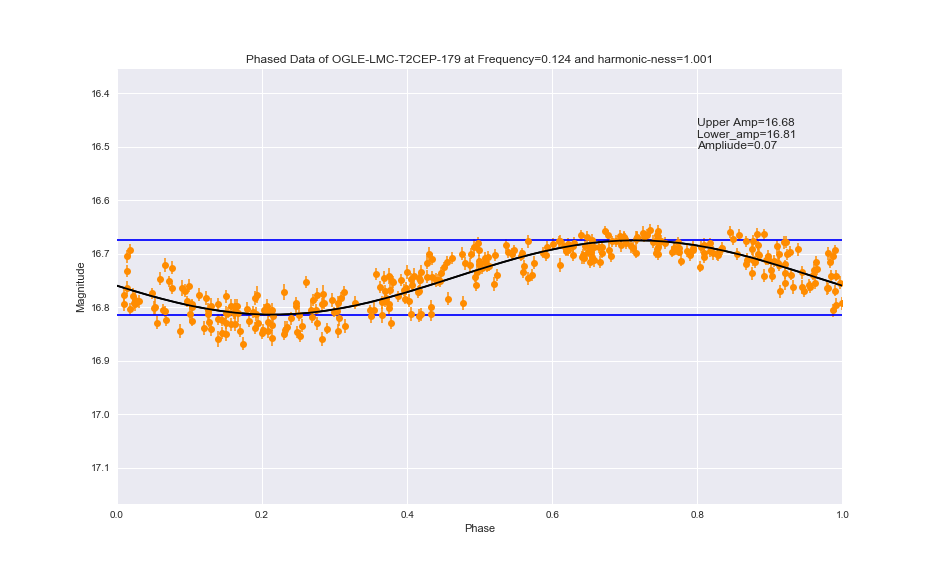 Phased Data of OGLE-LMC-T2CEP-179 at Frequency=0.124 and harmonic-ness=1.001
16.4
Upper Amp=16.68
Lower_amp=16.81
Ampliude=0.07
16.5
16.6
16.7
Magnitude
16.8
16.9
17.0
17.1
0.0 0.2 0.4 0.6 0.8 1.0
Phase